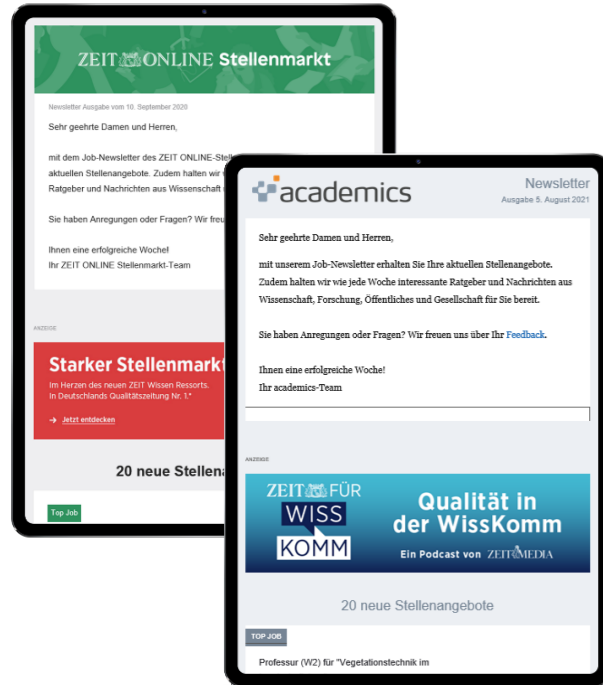 ZEIT ONLINE Stellenmarkt
Newsletter Ausgabe vom 10. September 2020
Sehr geehrte Damen und Herren,
mit dem Job-Newsletter des ZEIT ONLINE-Stell
aktuellen Stellenangebote. Zudem halten wir
Ratgeber und Nachrichten aus Wissenschaft
Sie haben Anregungen oder Fragen? Wir freu
Ihnen eine erfolgreiche Woche!
Ihr ZEIT ONLINE Stellenmarkt-Team
ANZEIGE
Starker Stellenmarkt
Im Herzen des neuen ZEIT Wissen Ressorts.
In Deutschlands Qualitätszeitung Nr. 1.*
→ Jetzt entdecken
20 neue Stellen
Top Job
academics
Newsletter
Ausgabe 5. August 2021
Sehr geehrte Damen und Herren,
mit unserem Job-Newsletter erhalten Sie Ihre aktuellen Stellenangebote.
Zudem halten wir wie jede Woche interessante Ratgeber und Nachrichten aus
Wissenschaft, Forschung, Öffentliches und Gesellschaft für Sie bereit.
Sie haben Anregungen oder Fragen? Wir freuen uns über Ihr Feedback.
Ihnen eine erfolgreiche Woche!
Ihr academics-Team
ANZEIGE
ZEIT FÜR
WISS
KOMM
Qualität in
der WissKomm
Ein Podcast von ZEIT MEDIA
20 neue Stellenangebote
TOP JOB
Professur (W2) für "Vegetationstechnik im